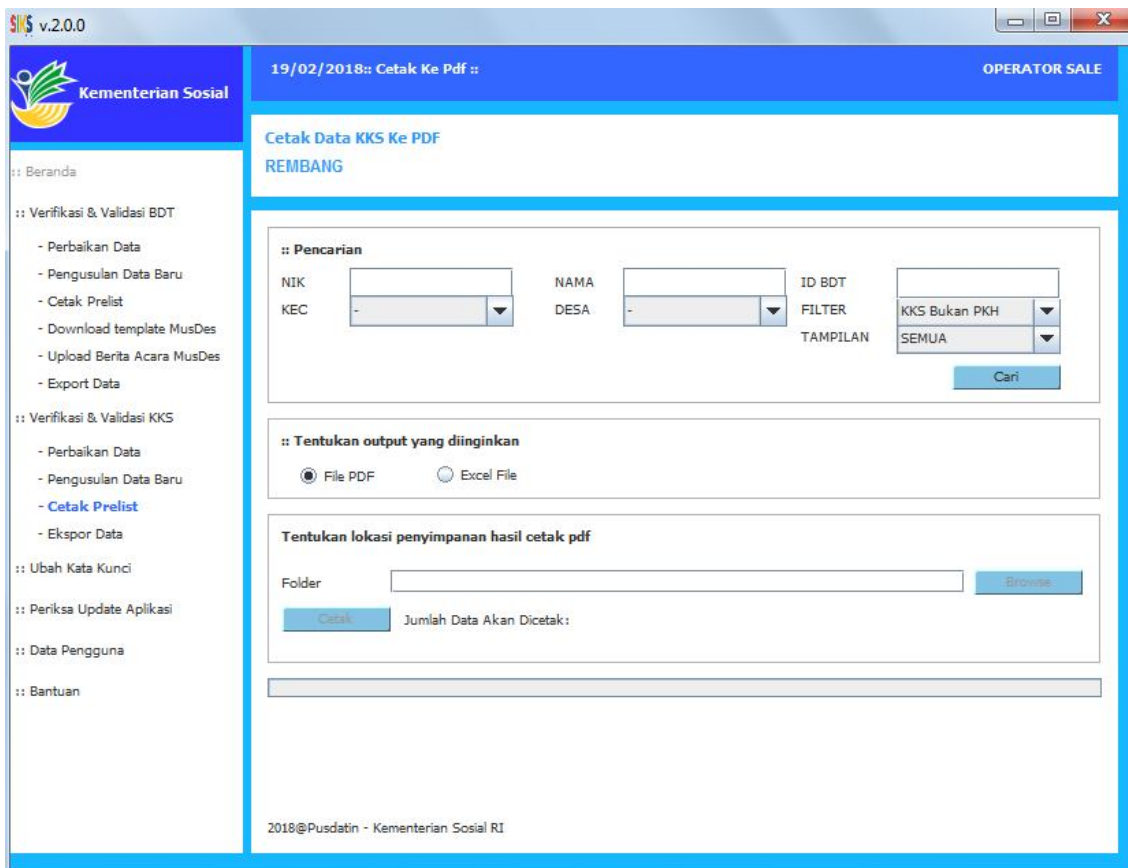 SIKS v.2.0.0
Kementerian Sosial
19/02/2018:: Cetak Ke Pdf ::
OPERATOR SALE
Cetak Data KKS Ke PDF
REMBANG
:: Beranda
:: Verifikasi & Validasi BDT
- Perbaikan Data
- Pengusulan Data Baru
- Cetak Prelist
- Download template MusDes
- Upload Berita Acara MusDes
- Export Data
:: Verifikasi & Validasi KKS
- Perbaikan Data
- Pengusulan Data Baru
- Cetak Prelist
- Ekspor Data
:: Ubah Kata Kunci
:: Periksa Update Aplikasi
:: Data Pengguna
:: Bantuan
:: Pencarian
NIK NAMA ID BDT
KEC - DESA - FILTER KKS Bukan PKH
TAMPILAN SEMUA
Cari
:: Tentukan output yang diinginkan
File PDF Excel File
Tentukan lokasi penyimpanan hasil cetak pdf
Folder Browse
Cetak Jumlah Data Akan Dicetak:
2018@Pusdatin - Kementerian Sosial RI